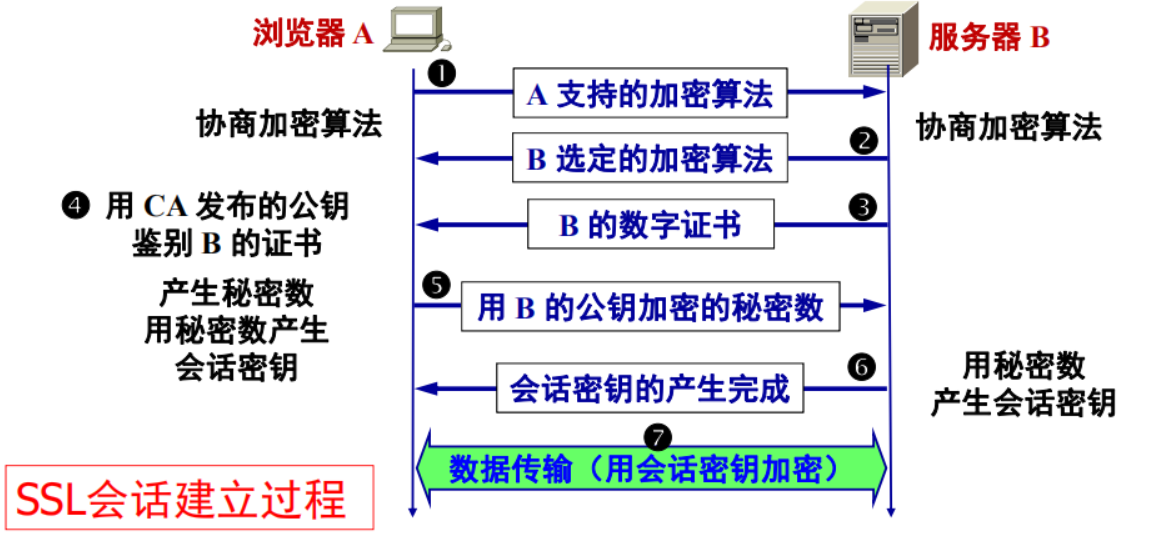 浏览器 A
服务器 B
❶
A 支持的加密算法
协商加密算法
协商加密算法
❷
B 选定的加密算法
❸
B 的数字证书
❹ 用 CA 发布的公钥
鉴别 B 的证书
产生秘密数
用秘密数产生
会话密钥
❺
用 B 的公钥加密的秘密数
❻
会话密钥的产生完成
用秘密数
产生会话密钥
❼
数据传输（用会话密钥加密）
SSL会话建立过程